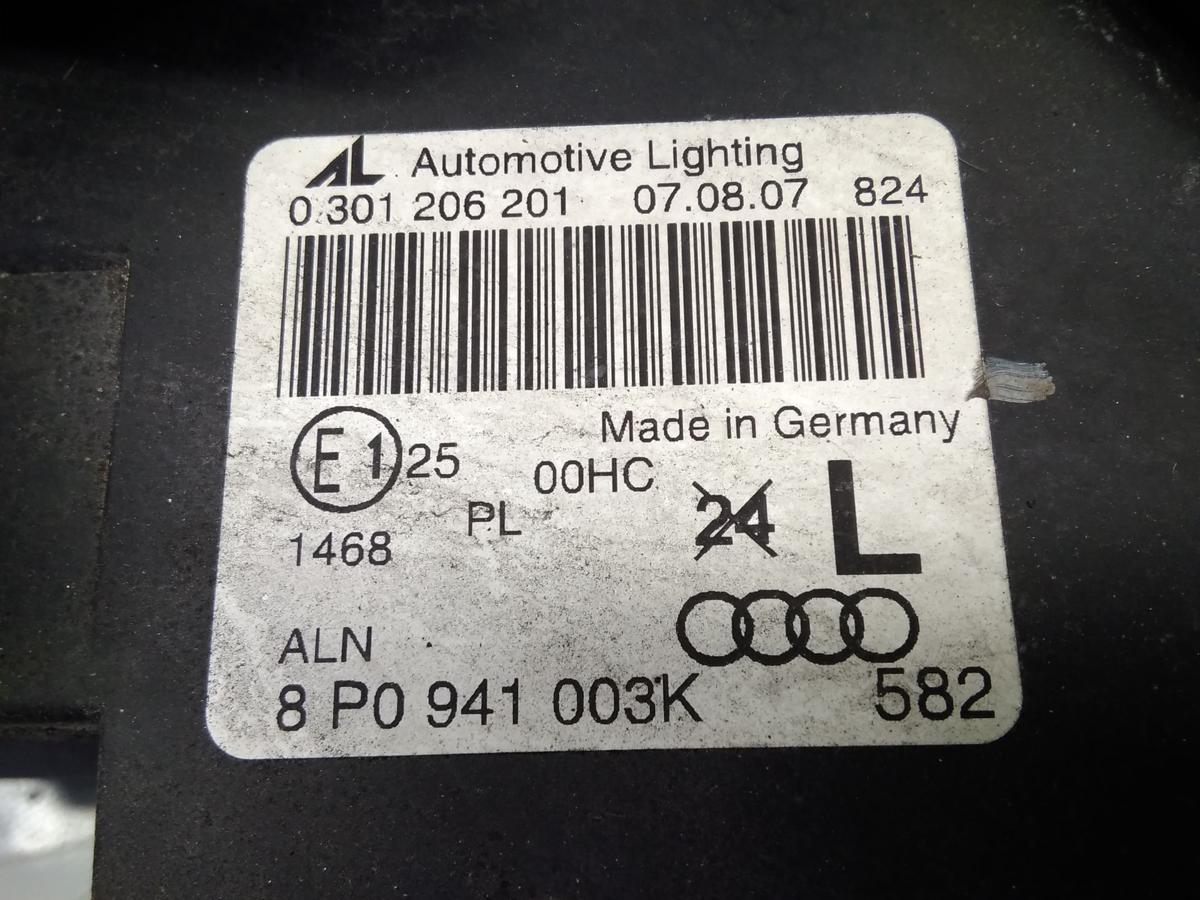 AL Automotive Lighting
0 301 206 201 07.08.07 824
Made in Germany
E1 25 00HC
PL 24 L
1468
ALN
8 P0 941 003K 582